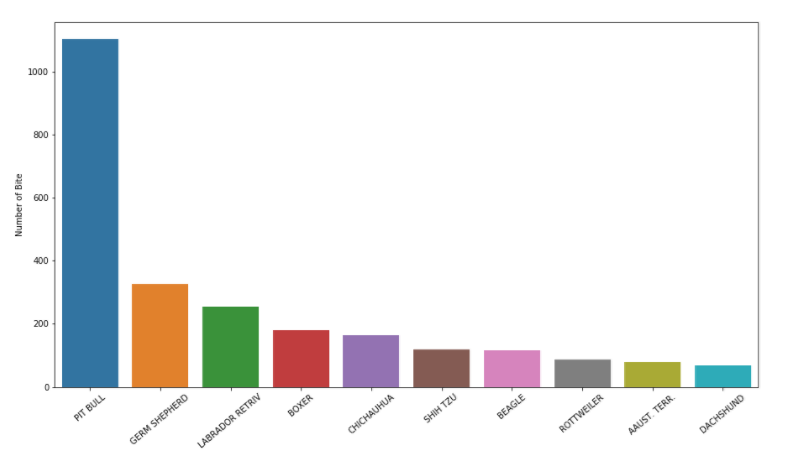 Number of Bite
1000
800
600
400
200
0
PIT BULL
GERM SHEPHERD
LABRADOR RETRIV
BOXER
CHICHAUHUA
SHIH TZU
BEAGLE
ROTTWEILER
AAUST. TERR.
DACHSHUND